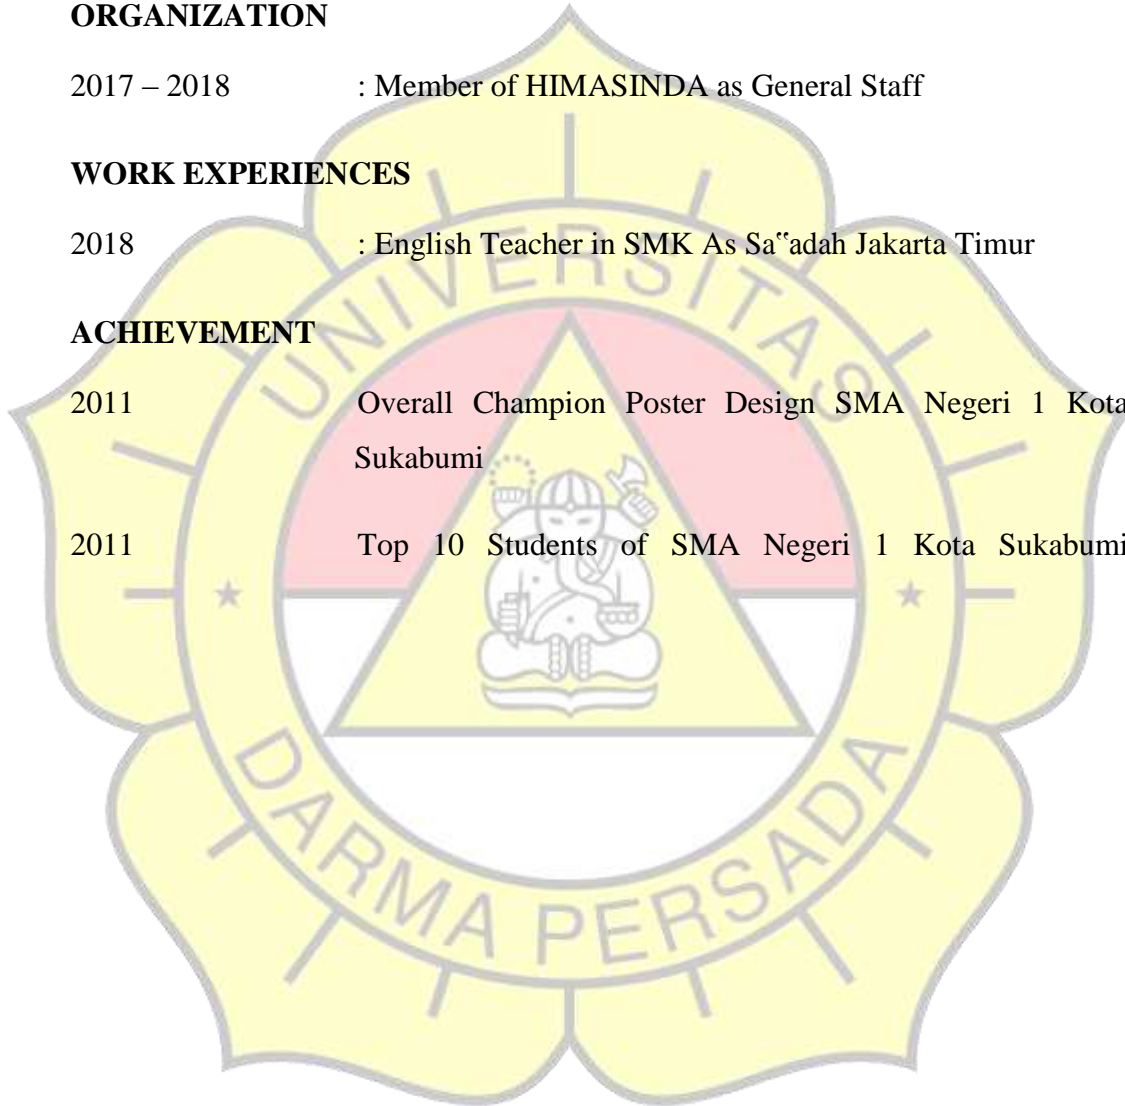 ORGANIZATION
2017 – 2018 : Member of HIMASINDA as General Staff
WORK EXPERIENCES
2018 : English Teacher in SMK As Sa‟adah Jakarta Timur
ACHIEVEMENT
2011 Overall Champion Poster Design SMA Negeri 1 Kota
Sukabumi
2011 Top 10 Students of SMA Negeri 1 Kota Sukabumi
UNIVERSITAS
DARMA PERSADA